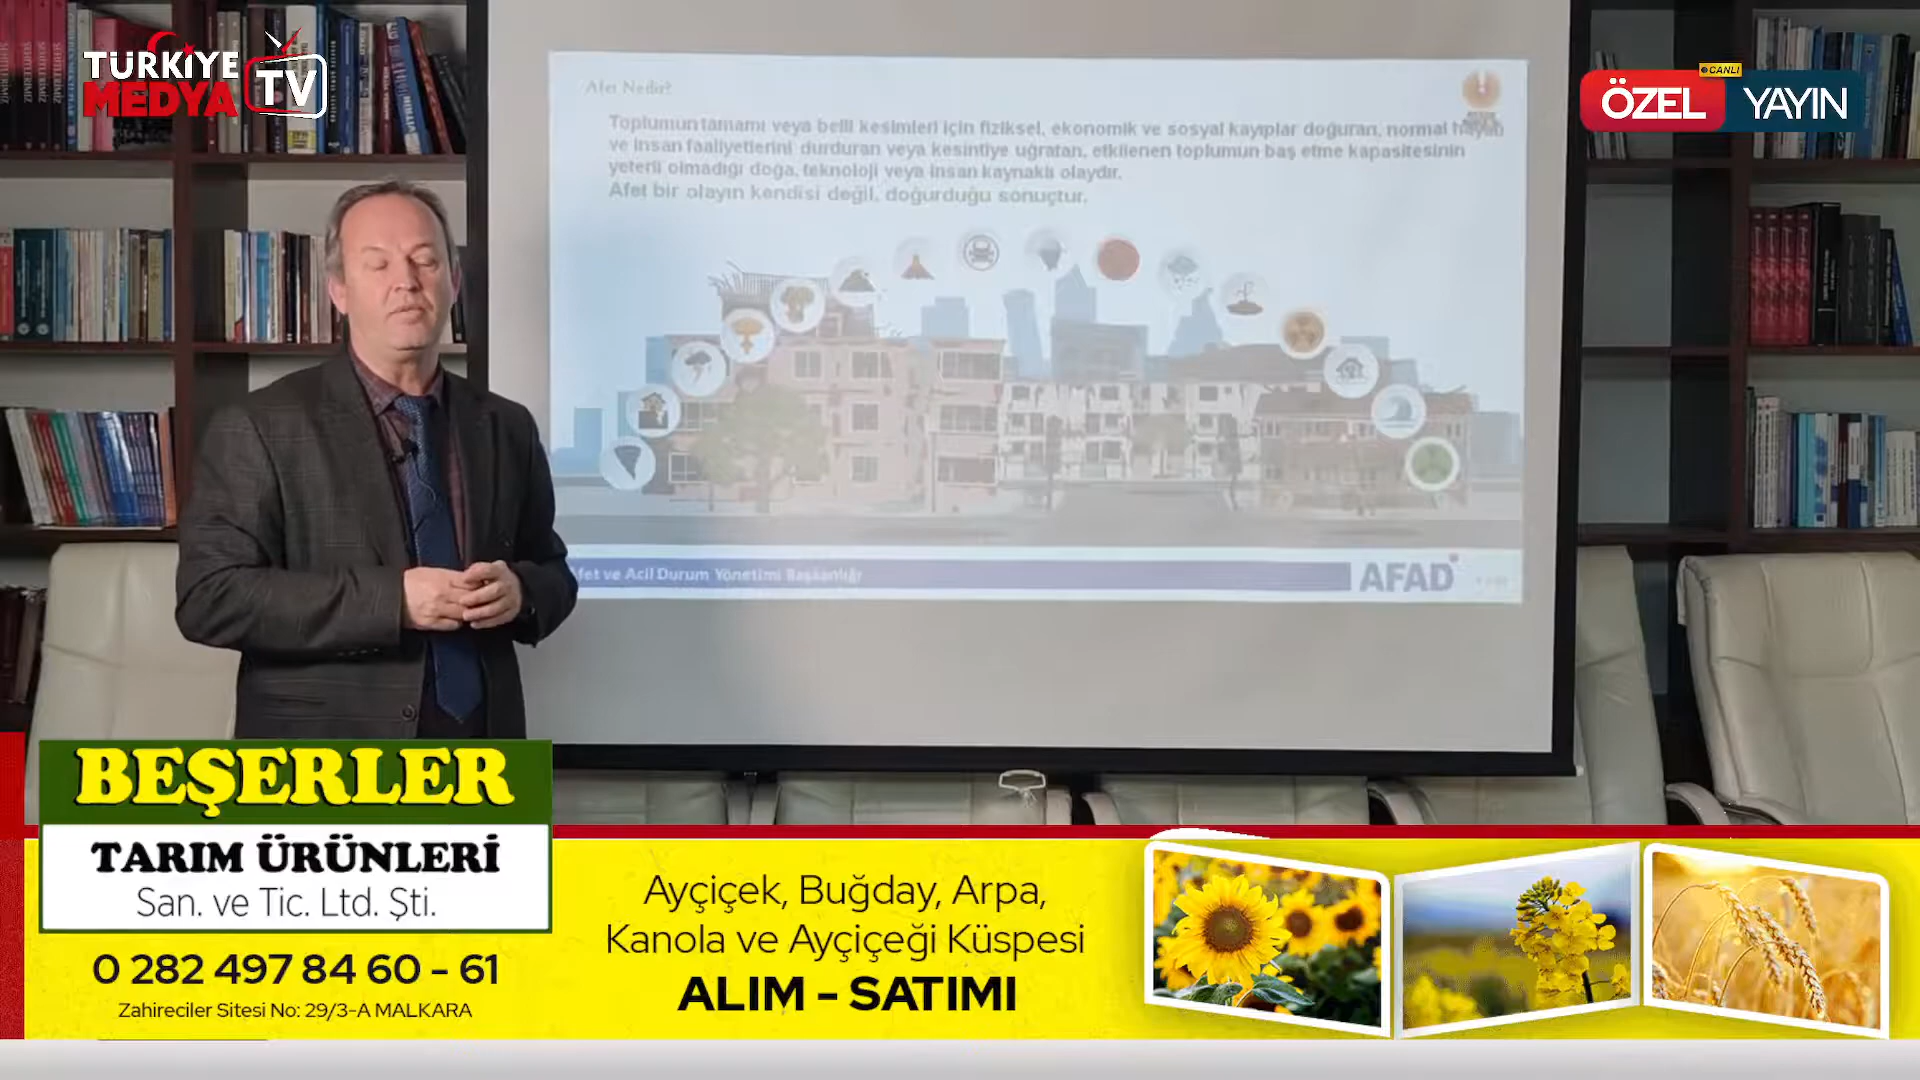 TÜRKİYE
MEDYA TV
CANLI
ÖZEL YAYIN
Afet Nedir?
Toplumun tamamı veya belli kesimleri için fiziksel, ekonomik ve sosyal kayıplar doğuran, normal hayatı
ve insan faaliyetlerini durduran veya kesintiye uğratan, etkilenen toplumun baş etme kapasitesinin
yeterli olmadığı doğa, teknoloji veya insan kaynaklı olaydır.
Afet bir olayın kendisi değil, doğurduğu sonuçtur.
Afet ve Acil Durum Yönetimi Başkanlığı
AFAD
BEŞERLER
TARIM ÜRÜNLERİ
San. ve Tic. Ltd. Şti.
0 282 497 84 60 - 61
Zahireciler Sitesi No: 29/3-A MALKARA
Ayçiçek, Buğday, Arpa,
Kanola ve Ayçiçeği Küspesi
ALIM - SATIMI